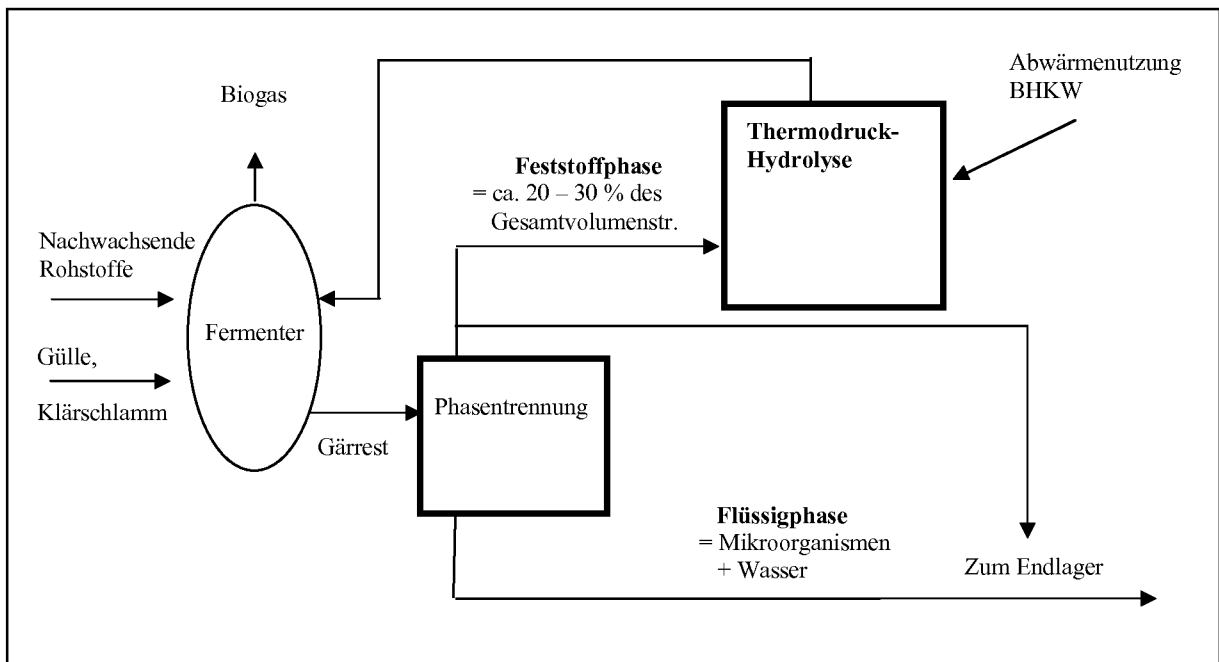 Biogas
Abwärmenutzung
BHKW
Thermodruck-
Hydrolyse
Feststoffphase
= ca. 20 – 30 % des
Gesamtvolumenstr.
Nachwachsende
Rohstoffe
Fermenter
Gülle,
Klärschlamm
Gärrest
Phasentrennung
Flüssigphase
= Mikroorganismen
+ Wasser
Zum Endlager